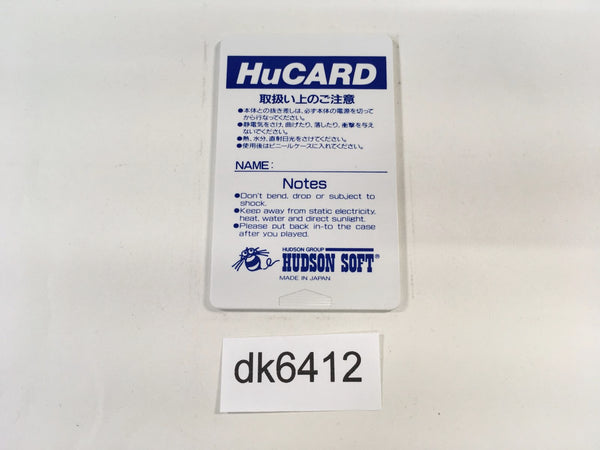 HuCARD
取扱い上のご注意
●本体との抜き差しは、必ず本体の電源を切って
から行なってください。
●静電気をさけ、曲げたり、落したり、衝撃を与え
ないでください。
●熱、水分、直射日光をさけてください。
●使用後はビニールケースに入れてください。
NAME:
Notes
●Don't bend, drop or subject to
shock.
●Keep away from static electricity,
heat, water and direct sunlight.
●Please put back in-to the case
after you played.
HUDSON GROUP
HUDSON SOFT®
MADE IN JAPAN
dk6412